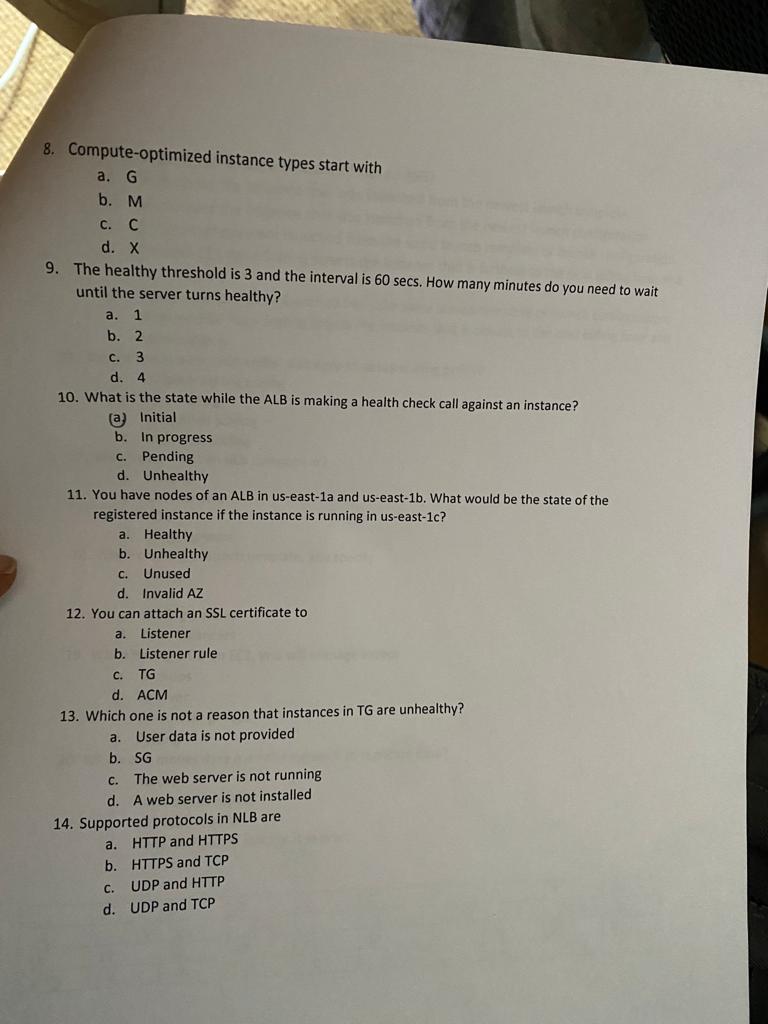 8. Compute-optimized instance types start with
a. G
b. M
c. C
d. X
9. The healthy threshold is 3 and the interval is 60 secs. How many minutes do you need to wait
until the server turns healthy?
a. 1
b. 2
c. 3
d. 4
10. What is the state while the ALB is making a health check call against an instance?
(a) Initial
b. In progress
c. Pending
d. Unhealthy
11. You have nodes of an ALB in us-east-1a and us-east-1b. What would be the state of the
registered instance if the instance is running in us-east-1c?
a. Healthy
b. Unhealthy
c. Unused
d. Invalid AZ
12. You can attach an SSL certificate to
a. Listener
b. Listener rule
c. TG
d. ACM
13. Which one is not a reason that instances in TG are unhealthy?
a. User data is not provided
b. SG
c. The web server is not running
d. A web server is not installed
14. Supported protocols in NLB are
a. HTTP and HTTPS
b. HTTPS and TCP
c. UDP and HTTP
d. UDP and TCP